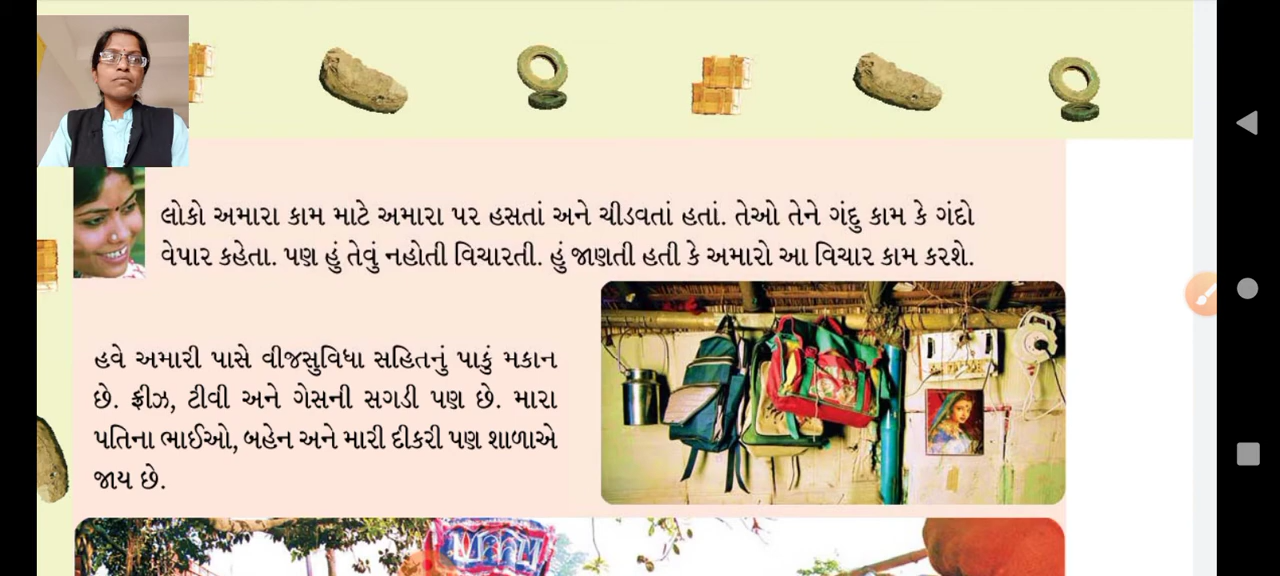 લોકો અમારા કામ માટે અમારા પર હસતાં અને ચીડવતાં હતાં. તેઓ તેને ગંદુ કામ કે ગંદો
વેપાર કહેતા. પણ હું તેવું નહોતી વિચારતી. હું જાણતી હતી કે અમારો આ વિચાર કામ કરશે.
હવે અમારી પાસે વીજસુવિધા સહિતનું પાકું મકાન
છે. ફ્રીઝ, ટીવી અને ગેસની સગડી પણ છે. મારા
પતિના ભાઈઓ, બહેન અને મારી દીકરી પણ શાળાએ
જાય છે.